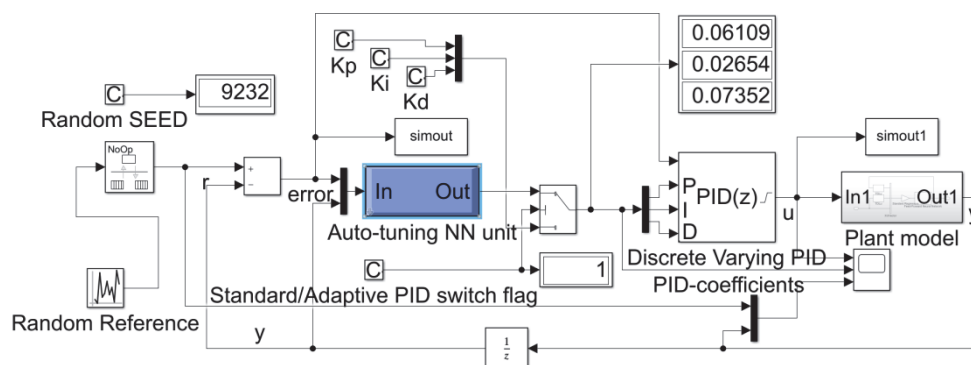 C
Kp
C
Ki
C
Kd
0.06109
0.02654
0.07352
C
9232
Random SEED
simout
simout1
NoOp
r
+
−
error
In Out
Auto-tuning NN unit
P
I
D
PID(z)
u
In1 Out1
y
Plant model
Discrete Varying PID
C
1
Standard/Adaptive PID switch flag
PID-coefficients
Random Reference
y
1
z